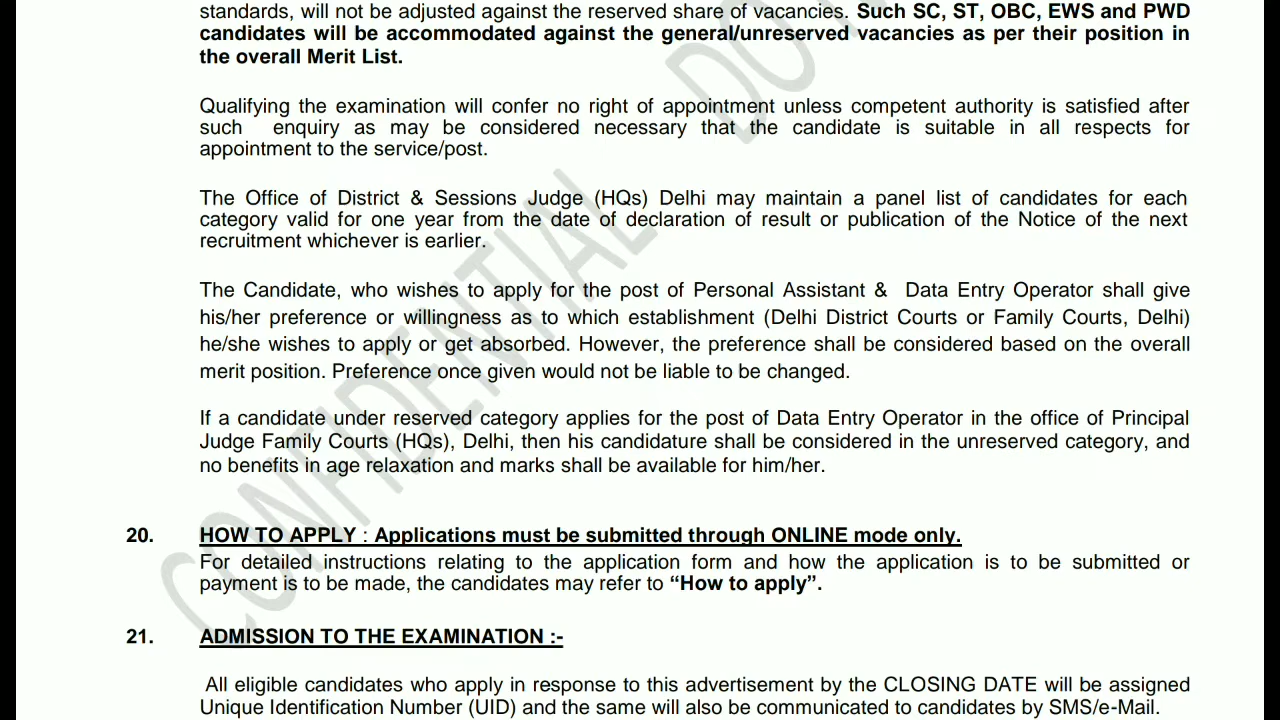 standards, will not be adjusted against the reserved share of vacancies. Such SC, ST, OBC, EWS and PWD
candidates will be accommodated against the general/unreserved vacancies as per their position in
the overall Merit List.
Qualifying the examination will confer no right of appointment unless competent authority is satisfied after
such enquiry as may be considered necessary that the candidate is suitable in all respects for
appointment to the service/post.
The Office of District & Sessions Judge (HQs) Delhi may maintain a panel list of candidates for each
category valid for one year from the date of declaration of result or publication of the Notice of the next
recruitment whichever is earlier.
The Candidate, who wishes to apply for the post of Personal Assistant & Data Entry Operator shall give
his/her preference or willingness as to which establishment (Delhi District Courts or Family Courts, Delhi)
he/she wishes to apply or get absorbed. However, the preference shall be considered based on the overall
merit position. Preference once given would not be liable to be changed.
If a candidate under reserved category applies for the post of Data Entry Operator in the office of Principal
Judge Family Courts (HQs), Delhi, then his candidature shall be considered in the unreserved category, and
no benefits in age relaxation and marks shall be available for him/her.
20. HOW TO APPLY : Applications must be submitted through ONLINE mode only.
For detailed instructions relating to the application form and how the application is to be submitted or
payment is to be made, the candidates may refer to “How to apply”.
21. ADMISSION TO THE EXAMINATION :-
All eligible candidates who apply in response to this advertisement by the CLOSING DATE will be assigned
Unique Identification Number (UID) and the same will also be communicated to candidates by SMS/e-Mail.
CONFIDENTIAL DO